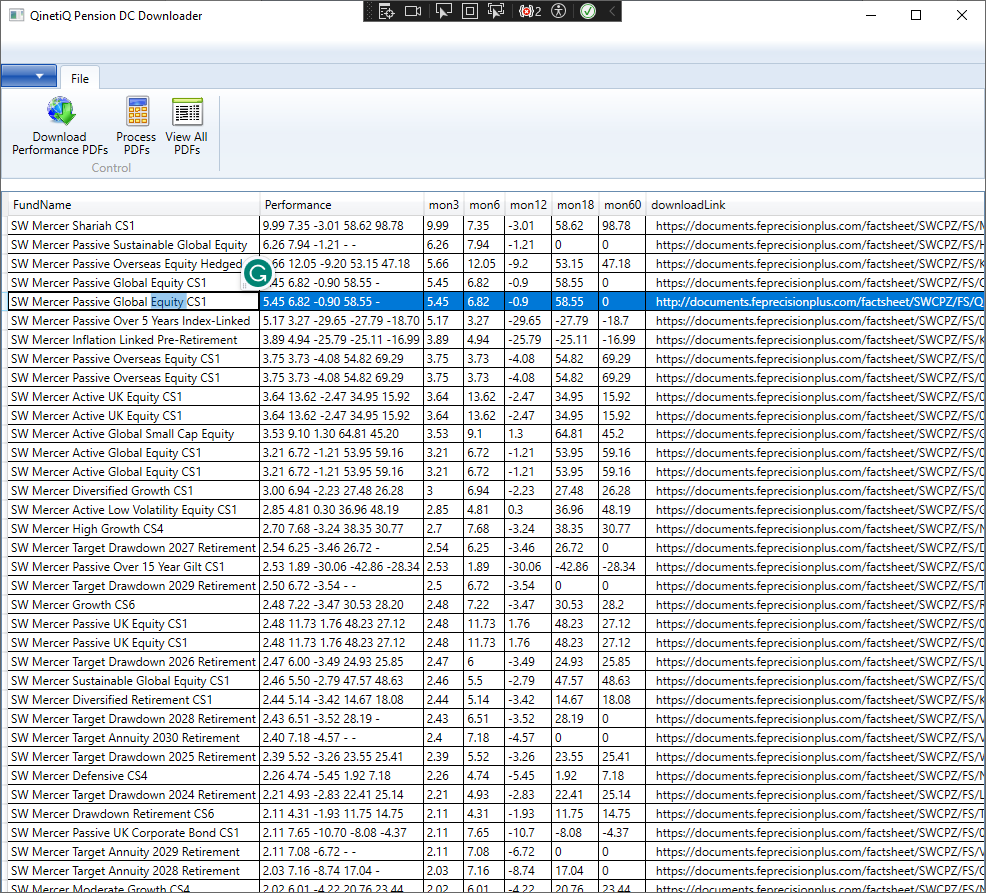 QinetiQ Pension DC Downloader
2
File
Download Performance PDFs
Process PDFs
View All PDFs
Control
FundName Performance mon3 mon6 mon12 mon18 mon60 downloadLink
SW Mercer Shariah CS1 9.99 7.35 -3.01 58.62 98.78 9.99 7.35 -3.01 58.62 98.78 https://documents.feprecisionplus.com/factsheet/SWCPZ/FS/
SW Mercer Passive Sustainable Global Equity 6.26 7.94 -1.21 - - 6.26 7.94 -1.21 0 0 https://documents.feprecisionplus.com/factsheet/SWCPZ/FS/
SW Mercer Passive Overseas Equity Hedged .66 12.05 -9.20 53.15 47.18 5.66 12.05 -9.2 53.15 47.18 https://documents.feprecisionplus.com/factsheet/SWCPZ/FS/
SW Mercer Passive Global Equity CS1 .45 6.82 -0.90 58.55 - 5.45 6.82 -0.9 58.55 0 https://documents.feprecisionplus.com/factsheet/SWCPZ/FS/
SW Mercer Passive Global Equity CS1 5.45 6.82 -0.90 58.55 - 5.45 6.82 -0.9 58.55 0 http://documents.feprecisionplus.com/factsheet/SWCPZ/FS/Q
SW Mercer Passive Over 5 Years Index-Linked 5.17 3.27 -29.65 -27.79 -18.70 5.17 3.27 -29.65 -27.79 -18.7 https://documents.feprecisionplus.com/factsheet/SWCPZ/FS/
SW Mercer Inflation Linked Pre-Retirement 3.89 4.94 -25.79 -25.11 -16.99 3.89 4.94 -25.79 -25.11 -16.99 https://documents.feprecisionplus.com/factsheet/SWCPZ/FS/
SW Mercer Passive Overseas Equity CS1 3.75 3.73 -4.08 54.82 69.29 3.75 3.73 -4.08 54.82 69.29 https://documents.feprecisionplus.com/factsheet/SWCPZ/FS/
SW Mercer Passive Overseas Equity CS1 3.75 3.73 -4.08 54.82 69.29 3.75 3.73 -4.08 54.82 69.29 https://documents.feprecisionplus.com/factsheet/SWCPZ/FS/
SW Mercer Active UK Equity CS1 3.64 13.62 -2.47 34.95 15.92 3.64 13.62 -2.47 34.95 15.92 https://documents.feprecisionplus.com/factsheet/SWCPZ/FS/
SW Mercer Active UK Equity CS1 3.64 13.62 -2.47 34.95 15.92 3.64 13.62 -2.47 34.95 15.92 https://documents.feprecisionplus.com/factsheet/SWCPZ/FS/
SW Mercer Active Global Small Cap Equity 3.53 9.10 1.30 64.81 45.20 3.53 9.1 1.3 64.81 45.2 https://documents.feprecisionplus.com/factsheet/SWCPZ/FS/
SW Mercer Active Global Equity CS1 3.21 6.72 -1.21 53.95 59.16 3.21 6.72 -1.21 53.95 59.16 https://documents.feprecisionplus.com/factsheet/SWCPZ/FS/
SW Mercer Active Global Equity CS1 3.21 6.72 -1.21 53.95 59.16 3.21 6.72 -1.21 53.95 59.16 https://documents.feprecisionplus.com/factsheet/SWCPZ/FS/
SW Mercer Diversified Growth CS1 3.00 6.94 -2.23 27.48 26.28 3 6.94 -2.23 27.48 26.28 https://documents.feprecisionplus.com/factsheet/SWCPZ/FS/
SW Mercer Active Low Volatility Equity CS1 2.85 4.81 0.30 36.96 48.19 2.85 4.81 0.3 36.96 48.19 https://documents.feprecisionplus.com/factsheet/SWCPZ/FS/
SW Mercer High Growth CS4 2.70 7.68 -3.24 38.35 30.77 2.7 7.68 -3.24 38.35 30.77 https://documents.feprecisionplus.com/factsheet/SWCPZ/FS/
SW Mercer Target Drawdown 2027 Retirement 2.54 6.25 -3.46 26.72 - 2.54 6.25 -3.46 26.72 0 https://documents.feprecisionplus.com/factsheet/SWCPZ/FS/
SW Mercer Passive Over 15 Year Gilt CS1 2.53 1.89 -30.06 -42.86 -28.34 2.53 1.89 -30.06 -42.86 -28.34 https://documents.feprecisionplus.com/factsheet/SWCPZ/FS/
SW Mercer Target Drawdown 2029 Retirement 2.50 6.72 -3.54 - - 2.5 6.72 -3.54 0 0 https://documents.feprecisionplus.com/factsheet/SWCPZ/FS/
SW Mercer Growth CS6 2.48 7.22 -3.47 30.53 28.20 2.48 7.22 -3.47 30.53 28.2 https://documents.feprecisionplus.com/factsheet/SWCPZ/FS/
SW Mercer Passive UK Equity CS1 2.48 11.73 1.76 48.23 27.12 2.48 11.73 1.76 48.23 27.12 https://documents.feprecisionplus.com/factsheet/SWCPZ/FS/
SW Mercer Passive UK Equity CS1 2.48 11.73 1.76 48.23 27.12 2.48 11.73 1.76 48.23 27.12 https://documents.feprecisionplus.com/factsheet/SWCPZ/FS/
SW Mercer Target Drawdown 2026 Retirement 2.47 6.00 -3.49 24.93 25.85 2.47 6 -3.49 24.93 25.85 https://documents.feprecisionplus.com/factsheet/SWCPZ/FS/
SW Mercer Sustainable Global Equity CS1 2.46 5.50 -2.79 47.57 48.63 2.46 5.5 -2.79 47.57 48.63 https://documents.feprecisionplus.com/factsheet/SWCPZ/FS/
SW Mercer Diversified Retirement CS1 2.44 5.14 -3.42 14.67 18.08 2.44 5.14 -3.42 14.67 18.08 https://documents.feprecisionplus.com/factsheet/SWCPZ/FS/
SW Mercer Target Drawdown 2028 Retirement 2.43 6.51 -3.52 28.19 - 2.43 6.51 -3.52 28.19 0 https://documents.feprecisionplus.com/factsheet/SWCPZ/FS/
SW Mercer Target Annuity 2030 Retirement 2.40 7.18 -4.57 - - 2.4 7.18 -4.57 0 0 https://documents.feprecisionplus.com/factsheet/SWCPZ/FS/
SW Mercer Target Drawdown 2025 Retirement 2.39 5.52 -3.26 23.55 25.41 2.39 5.52 -3.26 23.55 25.41 https://documents.feprecisionplus.com/factsheet/SWCPZ/FS/
SW Mercer Defensive CS4 2.26 4.74 -5.45 1.92 7.18 2.26 4.74 -5.45 1.92 7.18 https://documents.feprecisionplus.com/factsheet/SWCPZ/FS/
SW Mercer Target Drawdown 2024 Retirement 2.21 4.93 -2.83 22.41 25.14 2.21 4.93 -2.83 22.41 25.14 https://documents.feprecisionplus.com/factsheet/SWCPZ/FS/
SW Mercer Drawdown Retirement CS6 2.11 4.31 -1.93 11.75 14.75 2.11 4.31 -1.93 11.75 14.75 https://documents.feprecisionplus.com/factsheet/SWCPZ/FS/
SW Mercer Passive UK Corporate Bond CS1 2.11 7.65 -10.70 -8.08 -4.37 2.11 7.65 -10.7 -8.08 -4.37 https://documents.feprecisionplus.com/factsheet/SWCPZ/FS/
SW Mercer Target Annuity 2029 Retirement 2.11 7.08 -6.72 - - 2.11 7.08 -6.72 0 0 https://documents.feprecisionplus.com/factsheet/SWCPZ/FS/
SW Mercer Target Annuity 2028 Retirement 2.03 7.16 -8.74 17.04 - 2.03 7.16 -8.74 17.04 0 https://documents.feprecisionplus.com/factsheet/SWCPZ/FS/
SW Mercer Moderate Growth CS4 2.02 6.01 -4.22 20.76 23.44 2.02 6.01 -4.22 20.76 23.44 https://documents.feprecisionplus.com/factsheet/SWCPZ/FS/